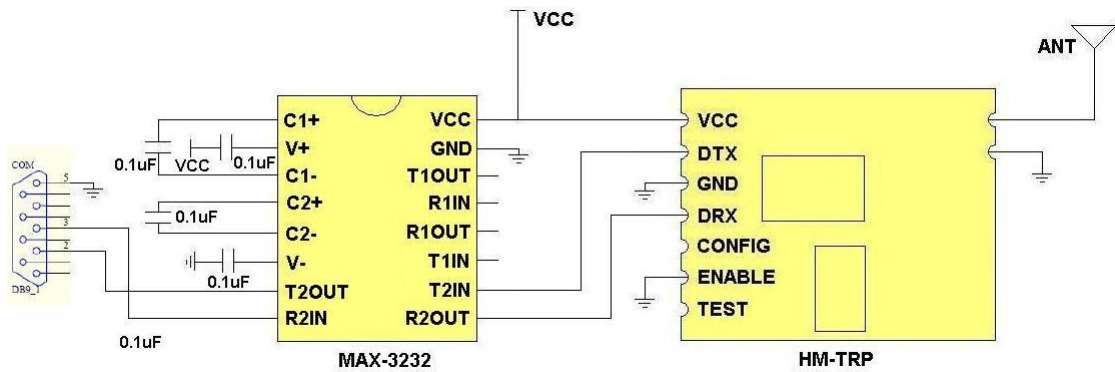 VCC
ANT
C1+
V+
C1-
C2+
C2-
V-
T2OUT
R2IN
VCC
GND
T1OUT
R1IN
R1OUT
T1IN
T2IN
R2OUT
MAX-3232
0.1uF
VCC
0.1uF
0.1uF
0.1uF
0.1uF
COM
5
3
2
DB9_1
VCC
DTX
GND
DRX
CONFIG
ENABLE
TEST
HM-TRP